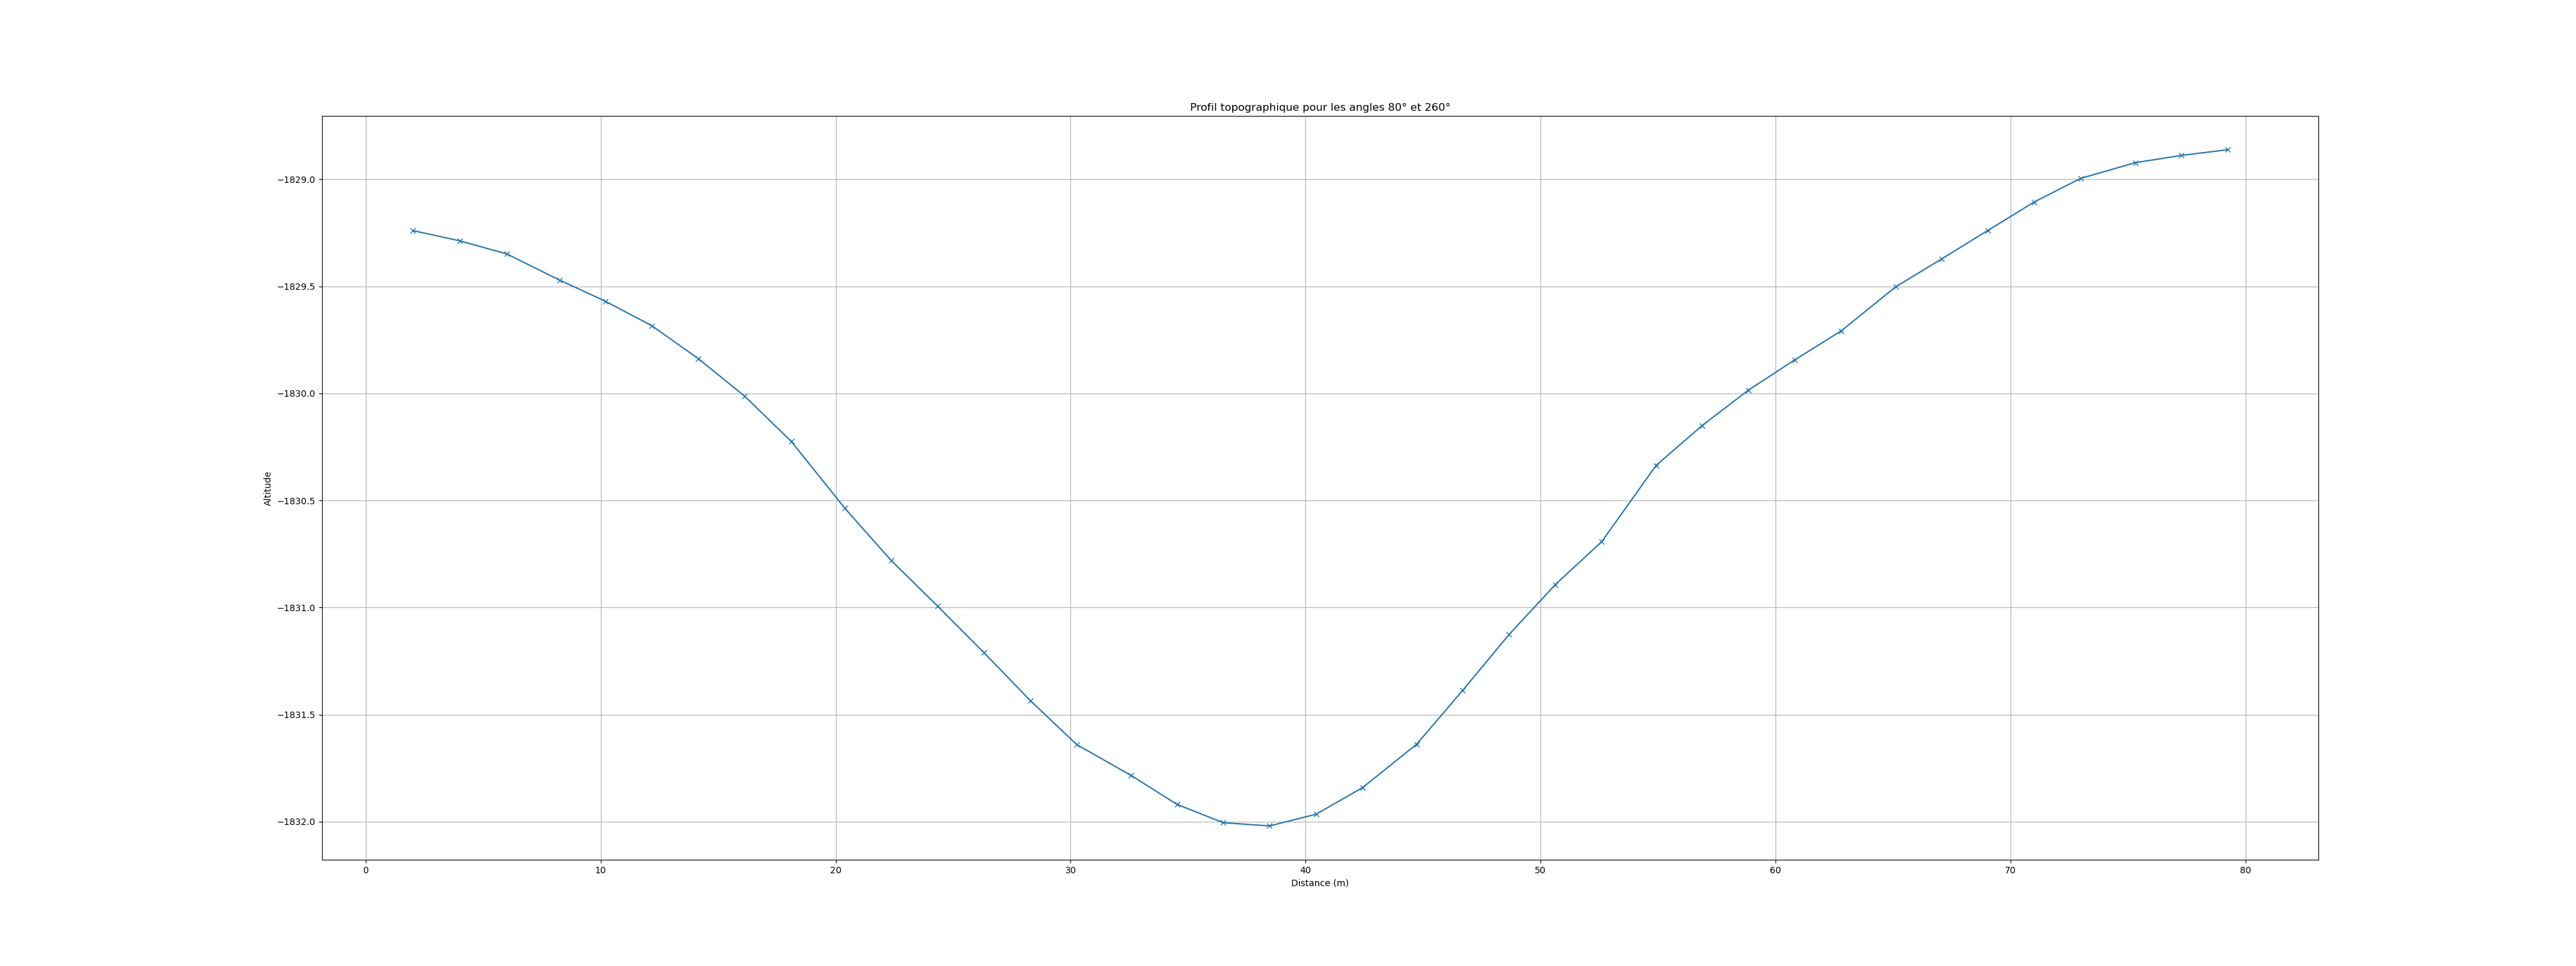 Profil topographique pour les angles 80° et 260°
Altitude
−1829.0
−1829.5
−1830.0
−1830.5
−1831.0
−1831.5
−1832.0
0 10 20 30 40 50 60 70 80
Distance (m)